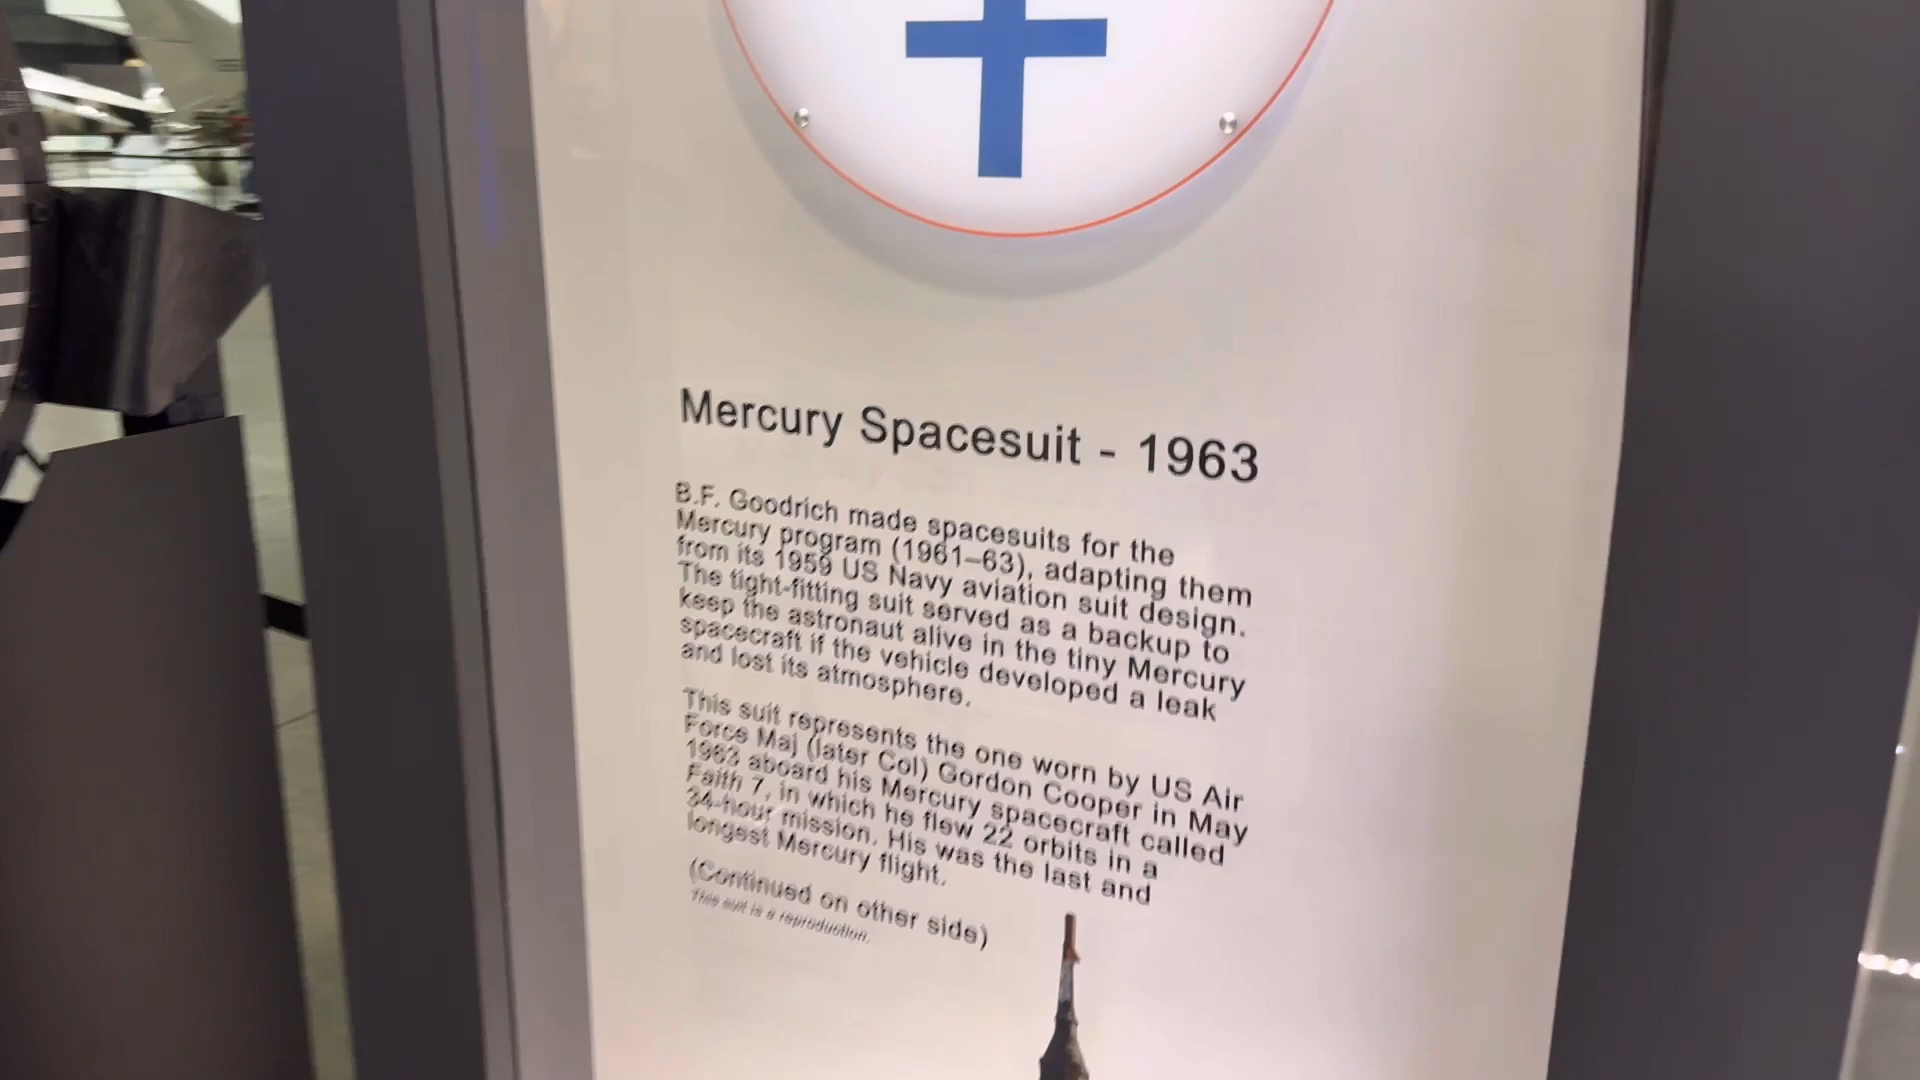 Mercury Spacesuit - 1963
B.F. Goodrich made spacesuits for the
Mercury program (1961–63), adapting them
from its 1959 US Navy aviation suit design.
The tight-fitting suit served as a backup to
keep the astronaut alive in the tiny Mercury
spacecraft if the vehicle developed a leak
and lost its atmosphere.
This suit represents the one worn by US Air
Force Maj (later Col) Gordon Cooper in May
1963 aboard his Mercury spacecraft called
Faith 7, in which he flew 22 orbits in a
34-hour mission. His was the last and
longest Mercury flight.
(Continued on other side)
This suit is a reproduction.